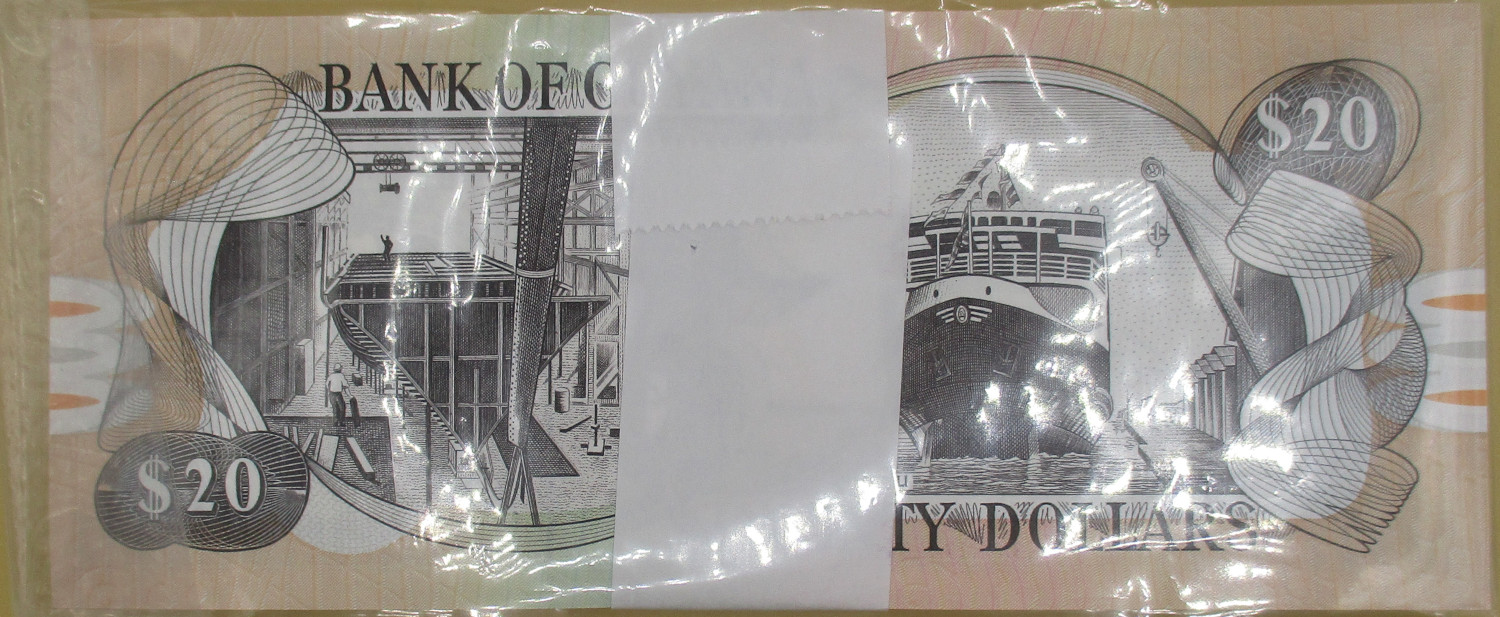 BANK OF G
$20
$20
TY DOLLARS